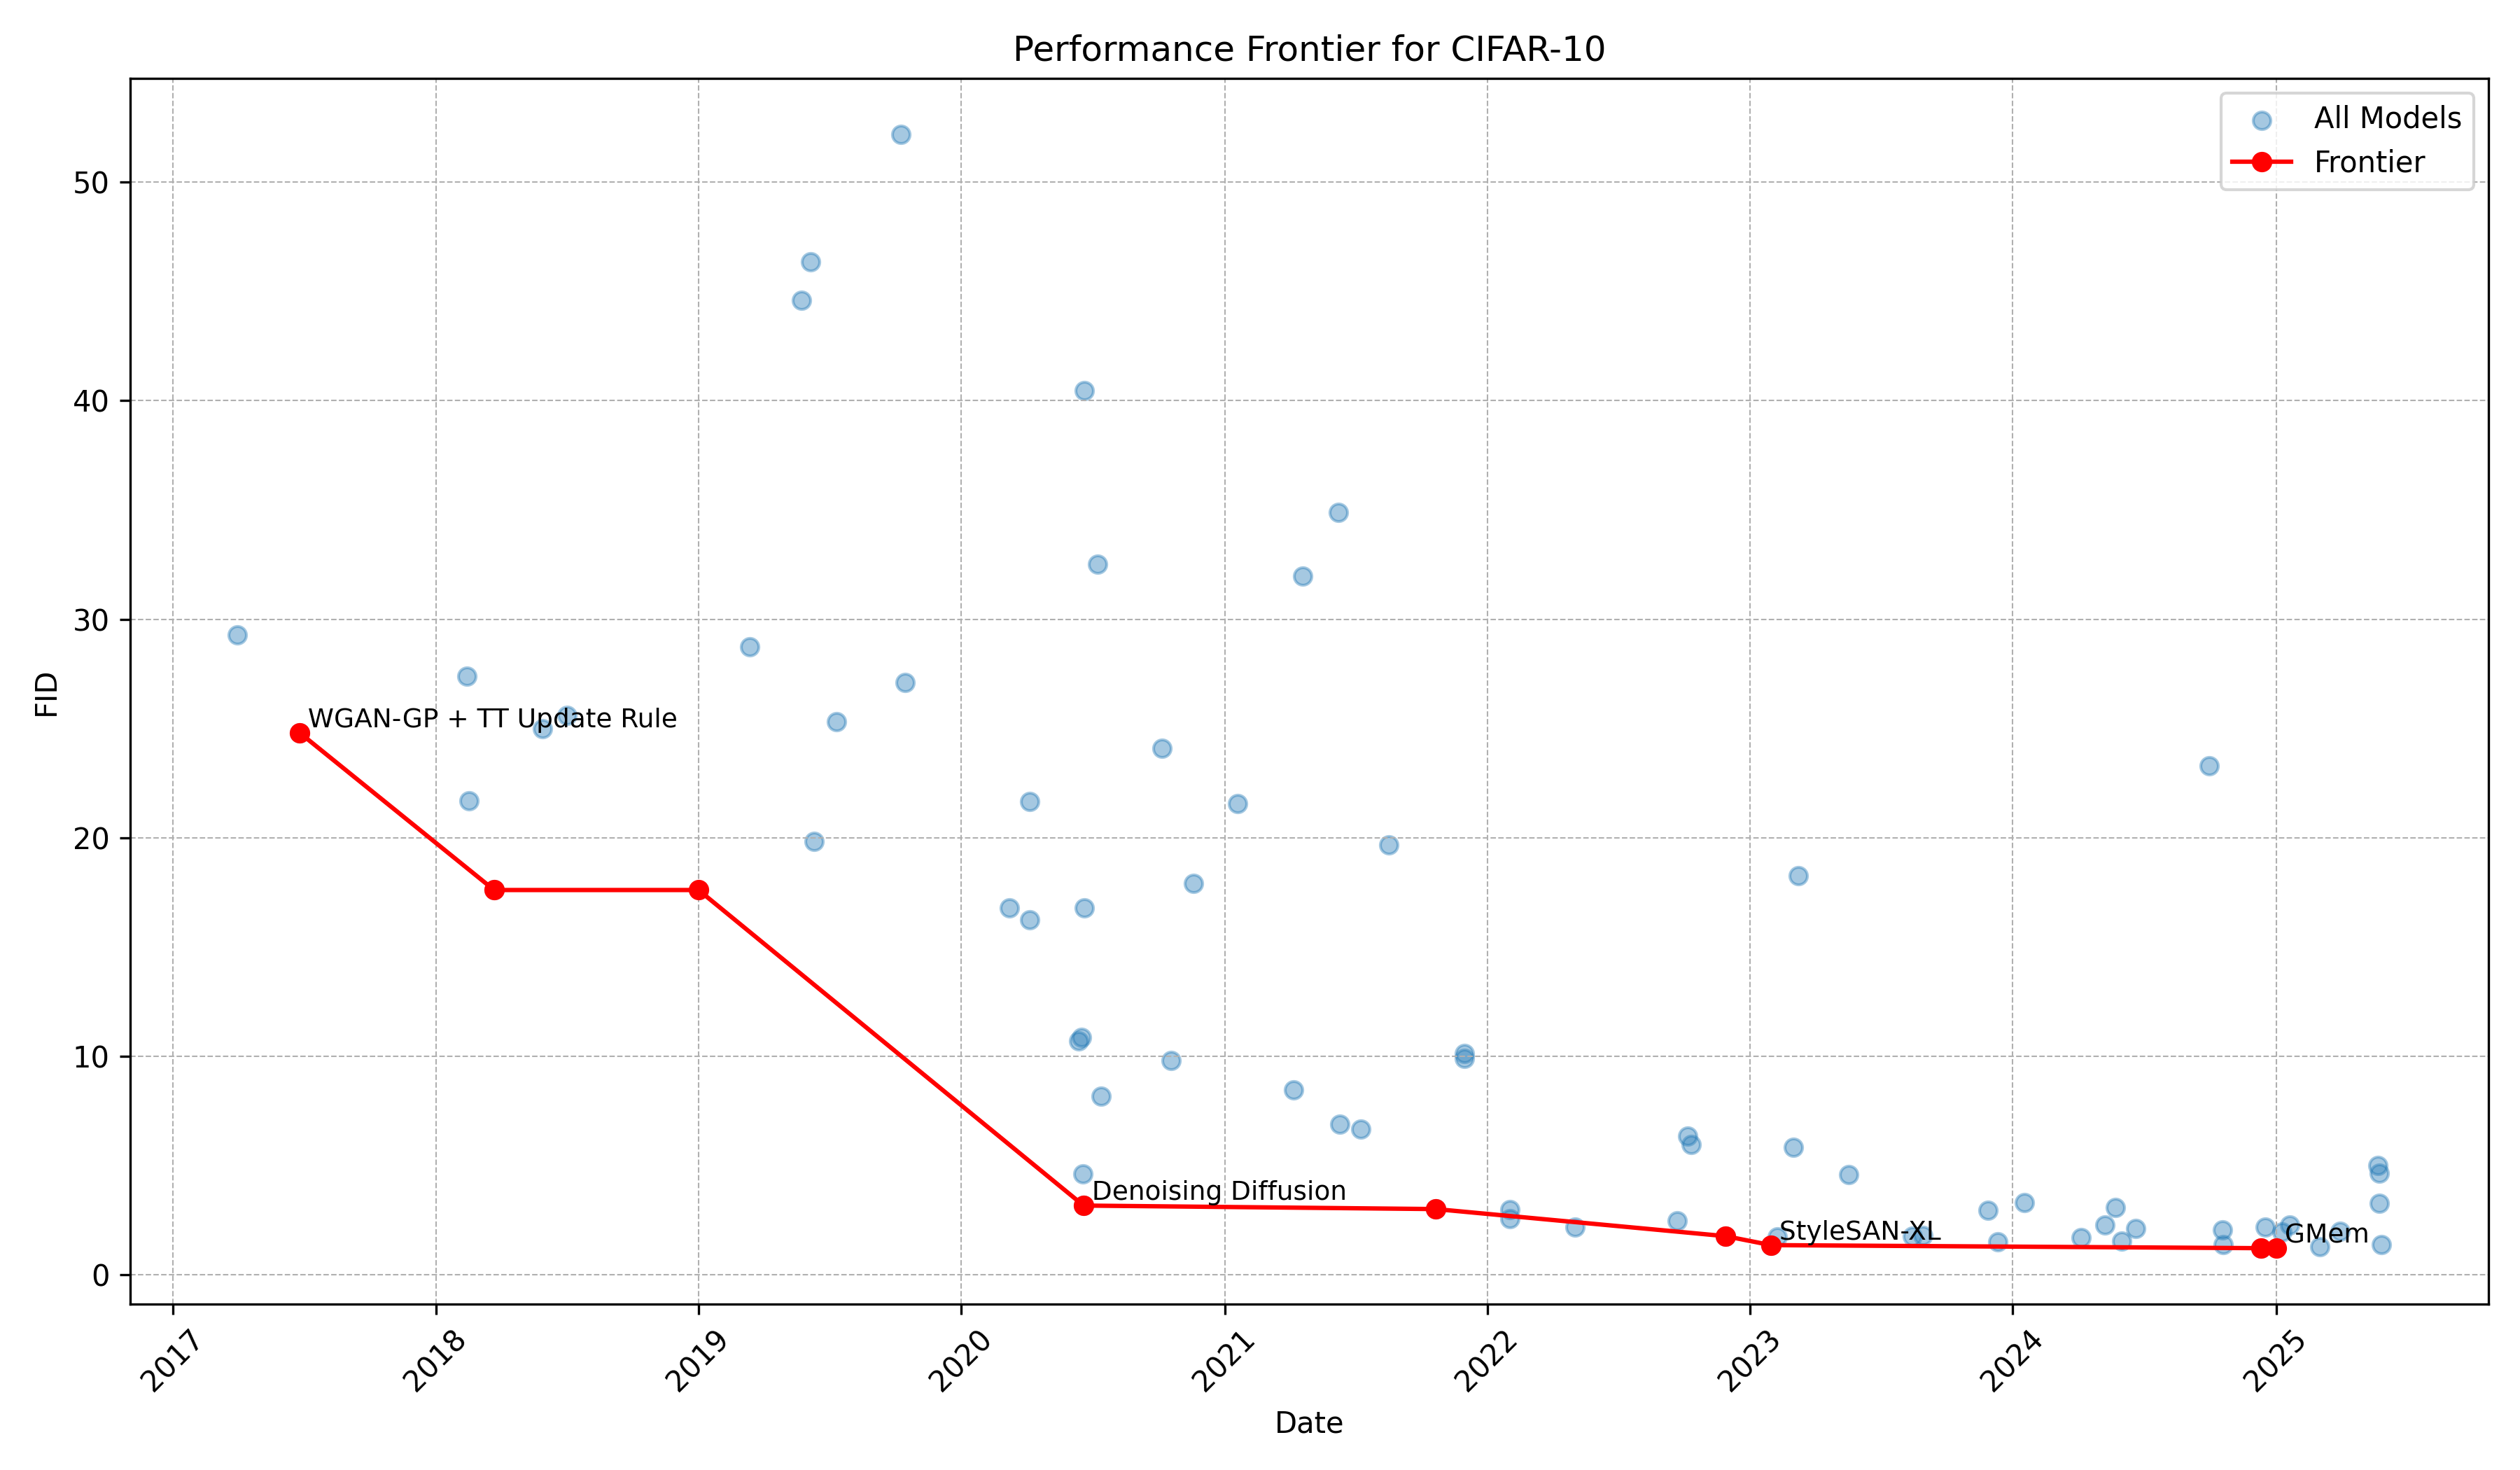 Performance Frontier for CIFAR-10
All Models
Frontier
50
40
30
20
10
0
FID
WGAN-GP + TT Update Rule
Denoising Diffusion
StyleSAN-XL
GMem
2017
2018
2019
2020
2021
2022
2023
2024
2025
Date